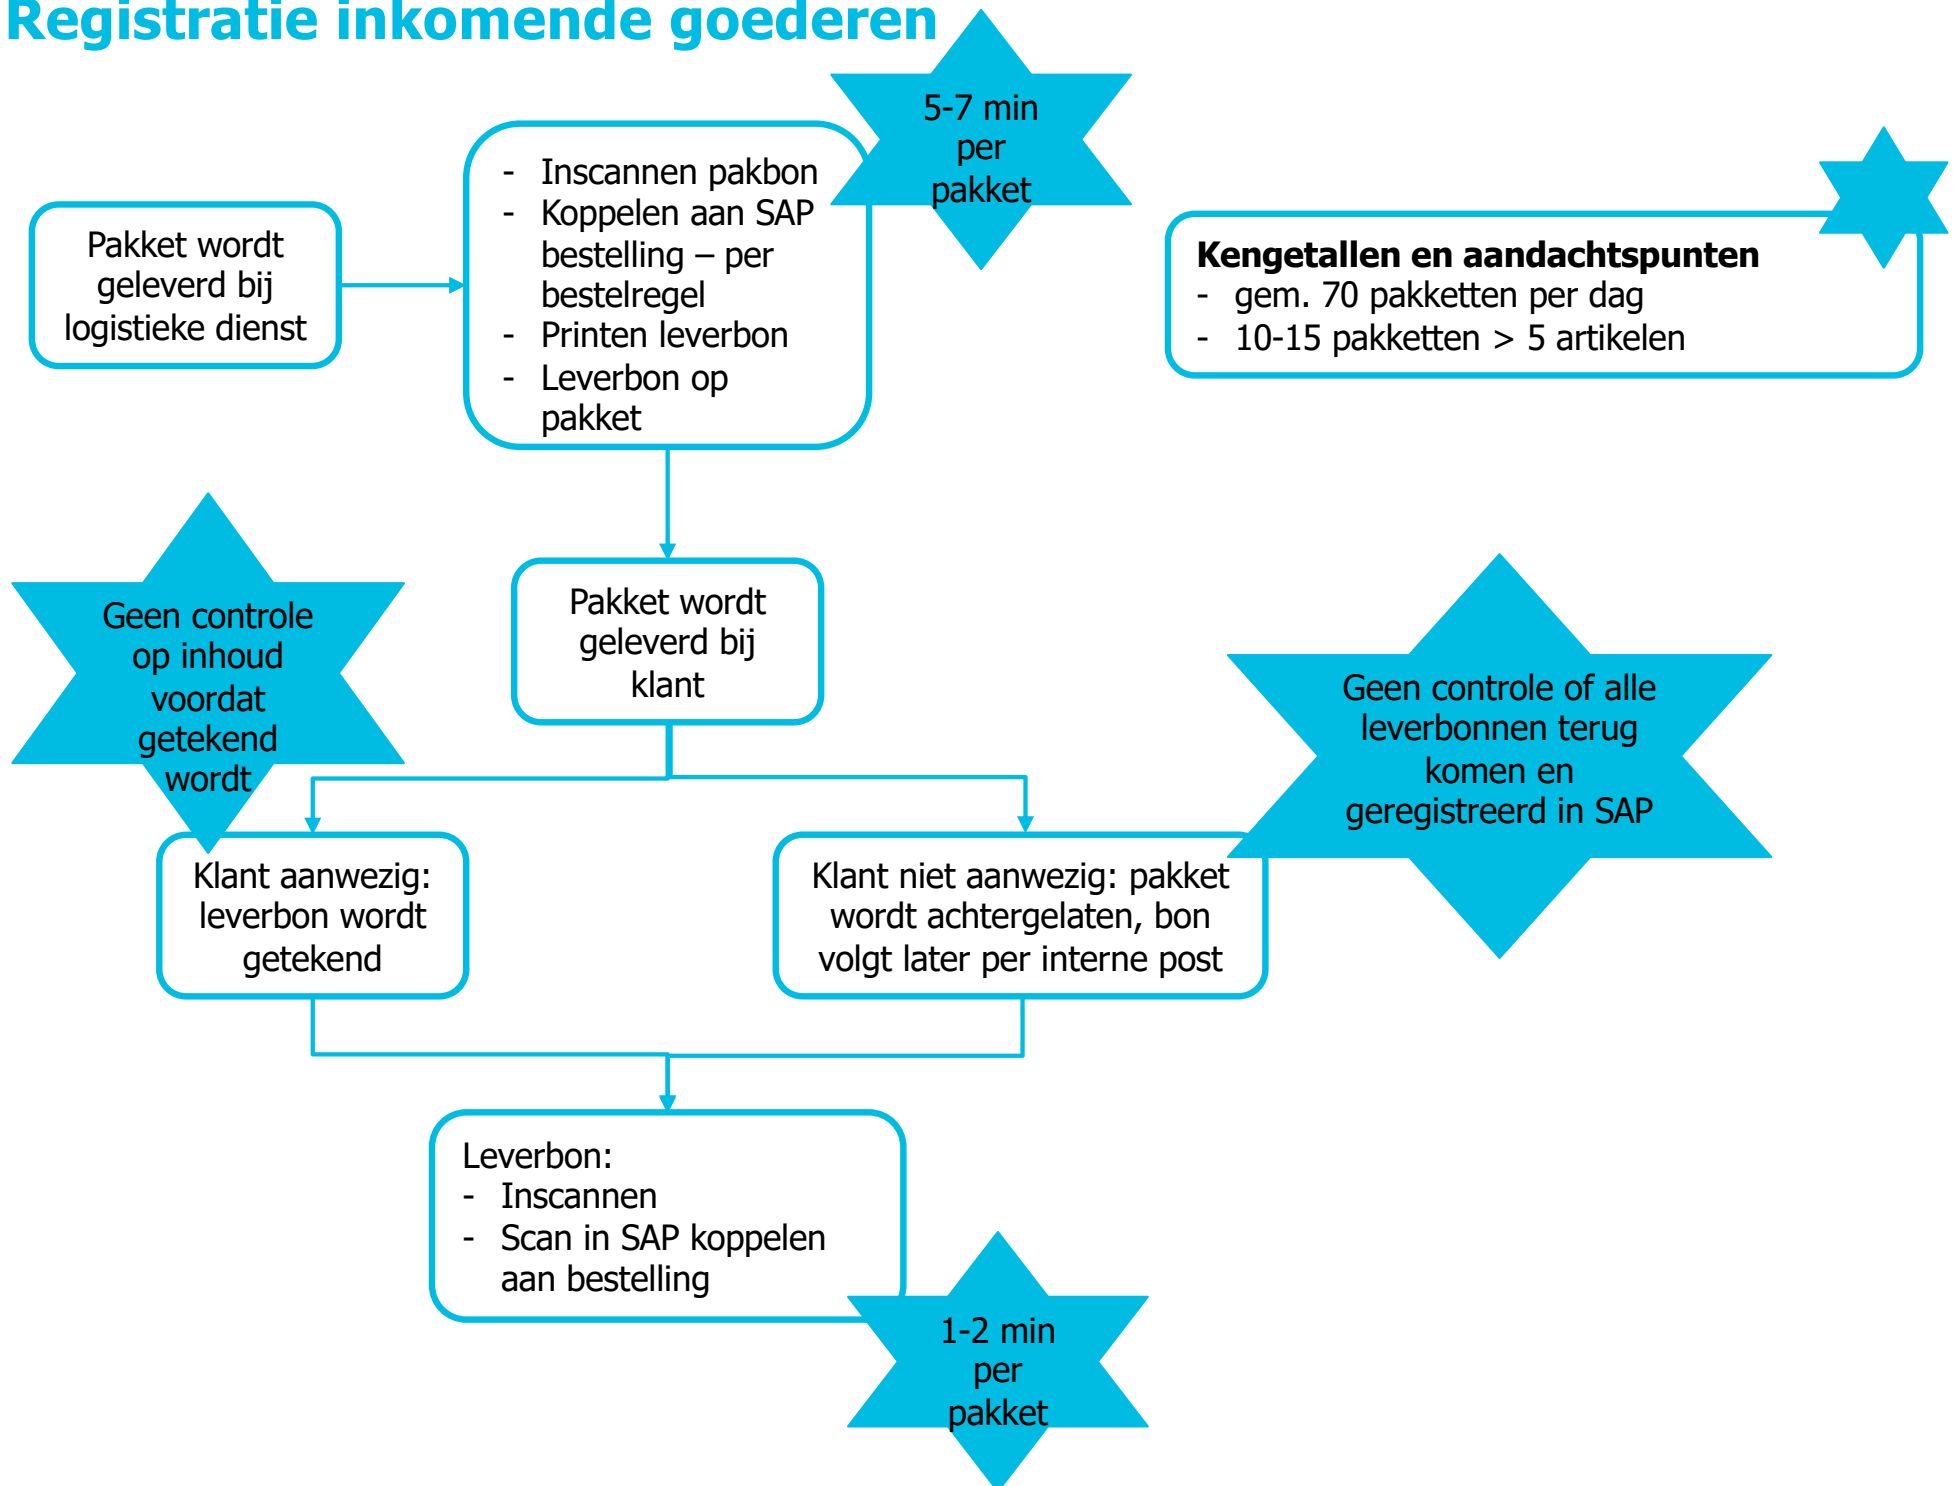 Registratie inkomende goederen
5-7 min
per
pakket
- Inscannen pakbon
- Koppelen aan SAP
bestelling – per
bestelregel
- Printen leverbon
- Leverbon op
pakket
Pakket wordt
geleverd bij
logistieke dienst
Kengetallen en aandachtspunten
- gem. 70 pakketten per dag
- 10-15 pakketten > 5 artikelen
Geen controle
op inhoud
voordat
getekend
wordt
Pakket wordt
geleverd bij
klant
Geen controle of alle
leverbonnen terug
komen en
geregistreerd in SAP
Klant aanwezig:
leverbon wordt
getekend
Klant niet aanwezig: pakket
wordt achtergelaten, bon
volgt later per interne post
Leverbon:
- Inscannen
- Scan in SAP koppelen
aan bestelling
1-2 min
per
pakket